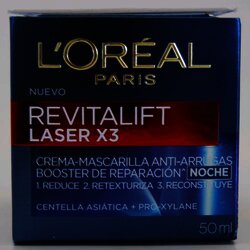 L'ORÉAL
PARIS
NUEVO
REVITALIFT
LASER X3
CREMA-MASCARILLA ANTI-ARRUGAS
BOOSTER DE REPARACIÓN* NOCHE
1. REDUCE 2. RETEXTURIZA 3. RECONSTRUYE
CENTELLA ASIÁTICA + PRO-XYLANE
50 ml